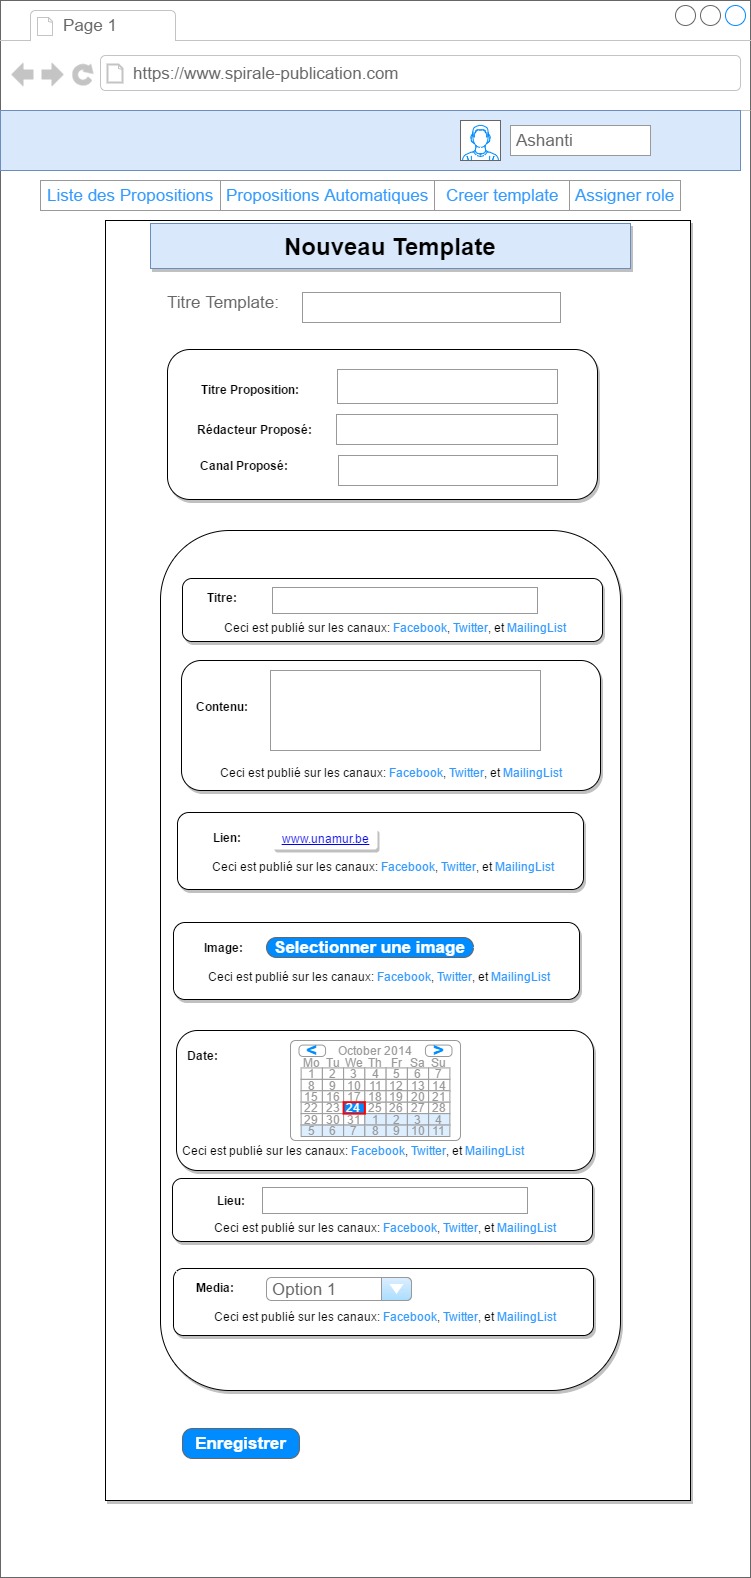 Page 1
https://www.spirale-publication.com
Ashanti
Liste des Propositions Propositions Automatiques Creer template Assigner role
Nouveau Template
Titre Template:
Titre Proposition:
Rédacteur Proposé:
Canal Proposé:
Titre:
Ceci est publié sur les canaux: Facebook, Twitter, et MailingList
Contenu:
Ceci est publié sur les canaux: Facebook, Twitter, et MailingList
Lien: www.unamur.be
Ceci est publié sur les canaux: Facebook, Twitter, et MailingList
Image: Selectionner une image
Ceci est publié sur les canaux: Facebook, Twitter, et MailingList
Date: < October 2014 >
Mo Tu We Th Fr Sa Su
1 2 3 4 5 6 7
8 9 10 11 12 13 14
15 16 17 18 19 20 21
22 23 24 25 26 27 28
29 30 31 1 2 3 4
5 6 7 8 9 10 11
Ceci est publié sur les canaux: Facebook, Twitter, et MailingList
Lieu:
Ceci est publié sur les canaux: Facebook, Twitter, et MailingList
Media: Option 1
Ceci est publié sur les canaux: Facebook, Twitter, et MailingList
Enregistrer